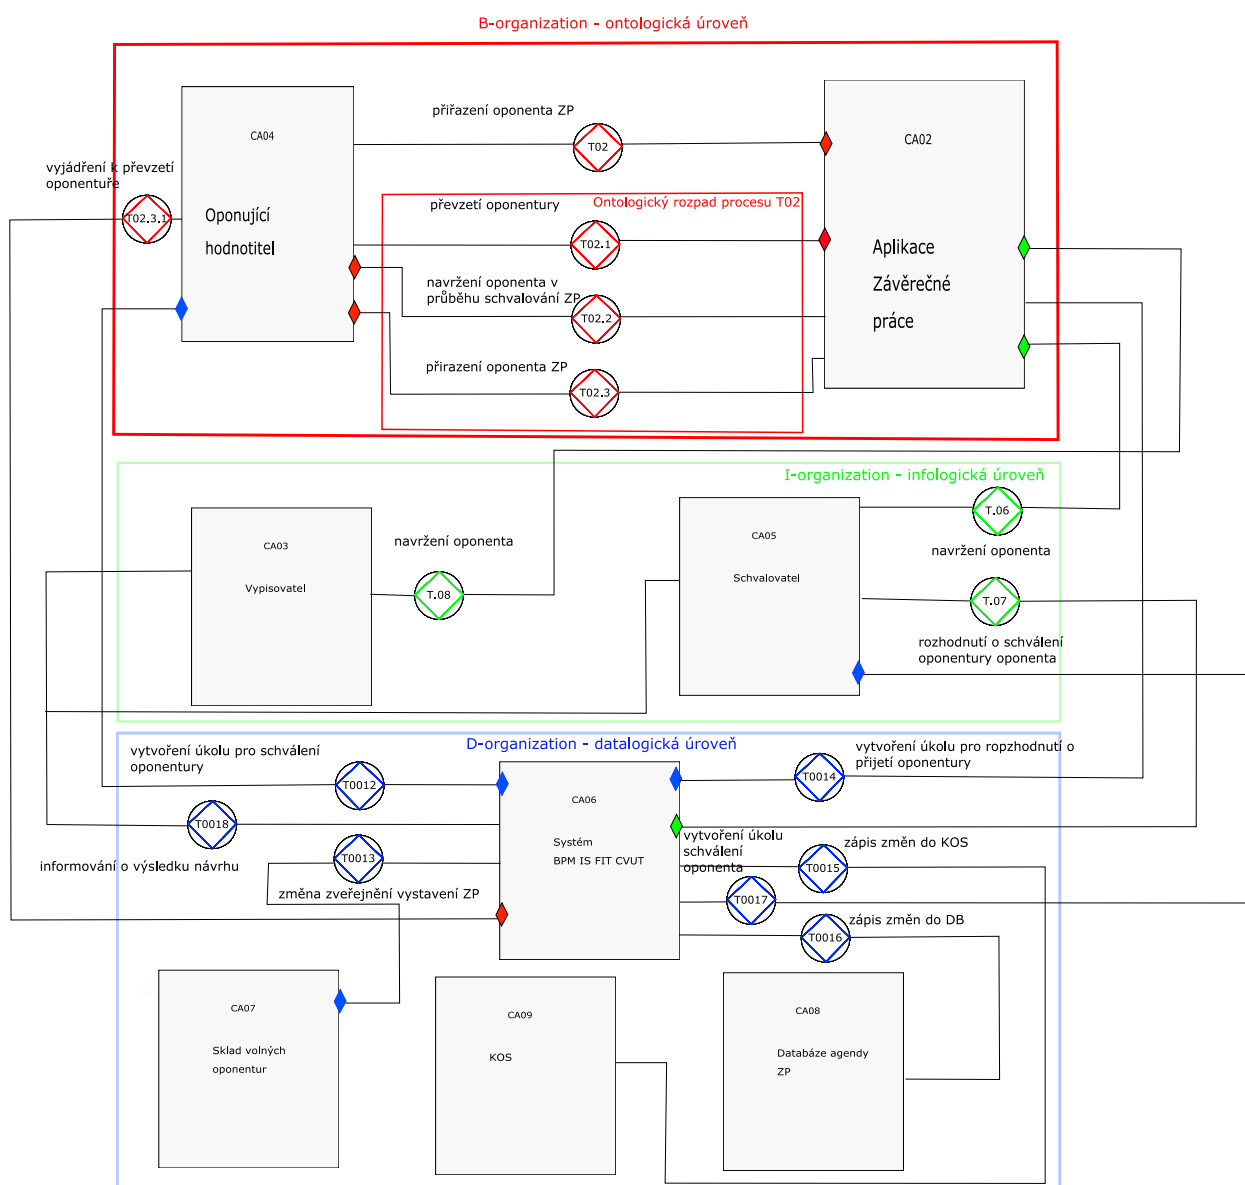 B-organization - ontologická úroveň
přiřazení oponenta ZP
CA04
T02
CA02
vyjádření k převzetí
oponentuře
T02.3.1
Oponující
hodnotitel
Ontologický rozpad procesu T02
převzetí oponentury
T02.1
Aplikace
Závěrečné
práce
navržení oponenta v
průběhu schvalování ZP
T02.2
přirazení oponenta ZP
T02.3
I-organization - infologická úroveň
T.06
navržení oponenta
CA03
Vypisovatel
navržení oponenta
T.08
CA05
Schvalovatel
T.07
rozhodnutí o schválení
oponentury oponenta
D-organization - datalogická úroveň
vytvoření úkolu pro schválení
oponentury
T0012
vytvoření úkolu pro ropzhodnutí o
přijetí oponentury
T0014
CA06
Systém
BPM IS FIT CVUT
T0018
informování o výsledku návrhu
T0013
změna zveřejnění vystavení ZP
vytvoření úkolu
schválení
oponenta
zápis změn do KOS
T0015
T0017
zápis změn do DB
T0016
CA07
Sklad volných
oponentur
CA09
KOS
CA08
Databáze agendy
ZP